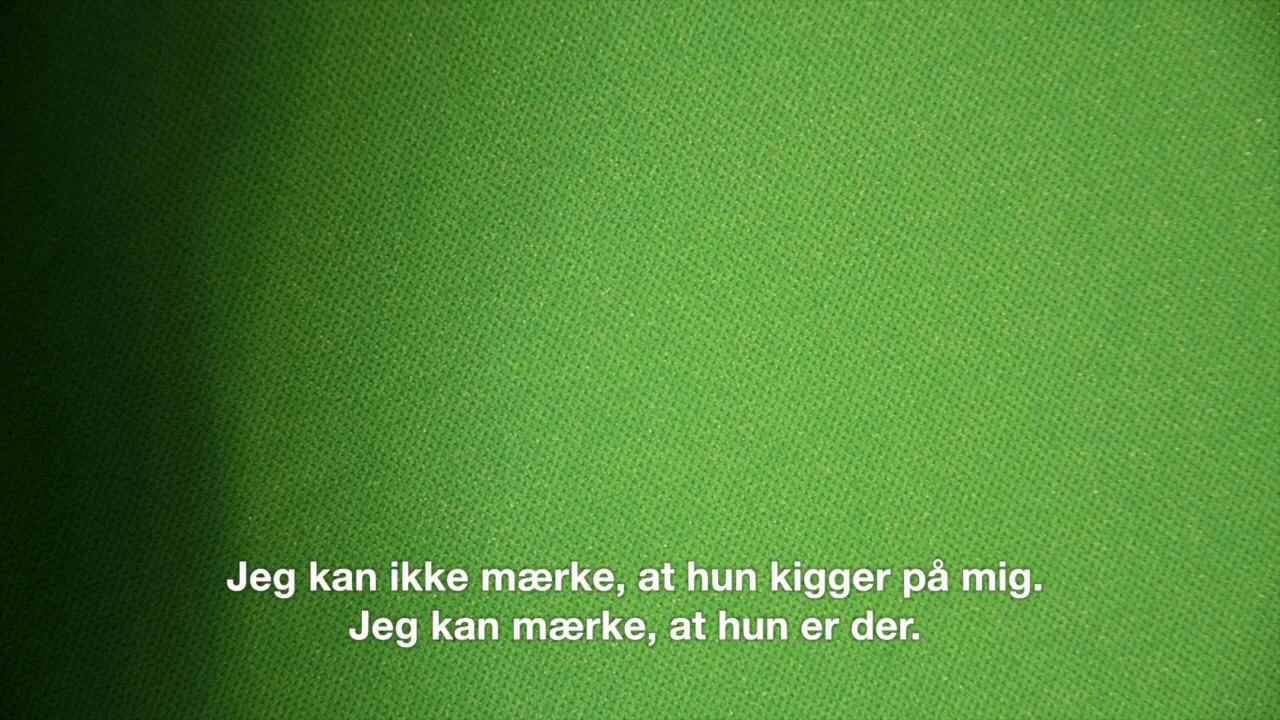 Jeg kan ikke mærke, at hun kigger på mig.
Jeg kan mærke, at hun er der.